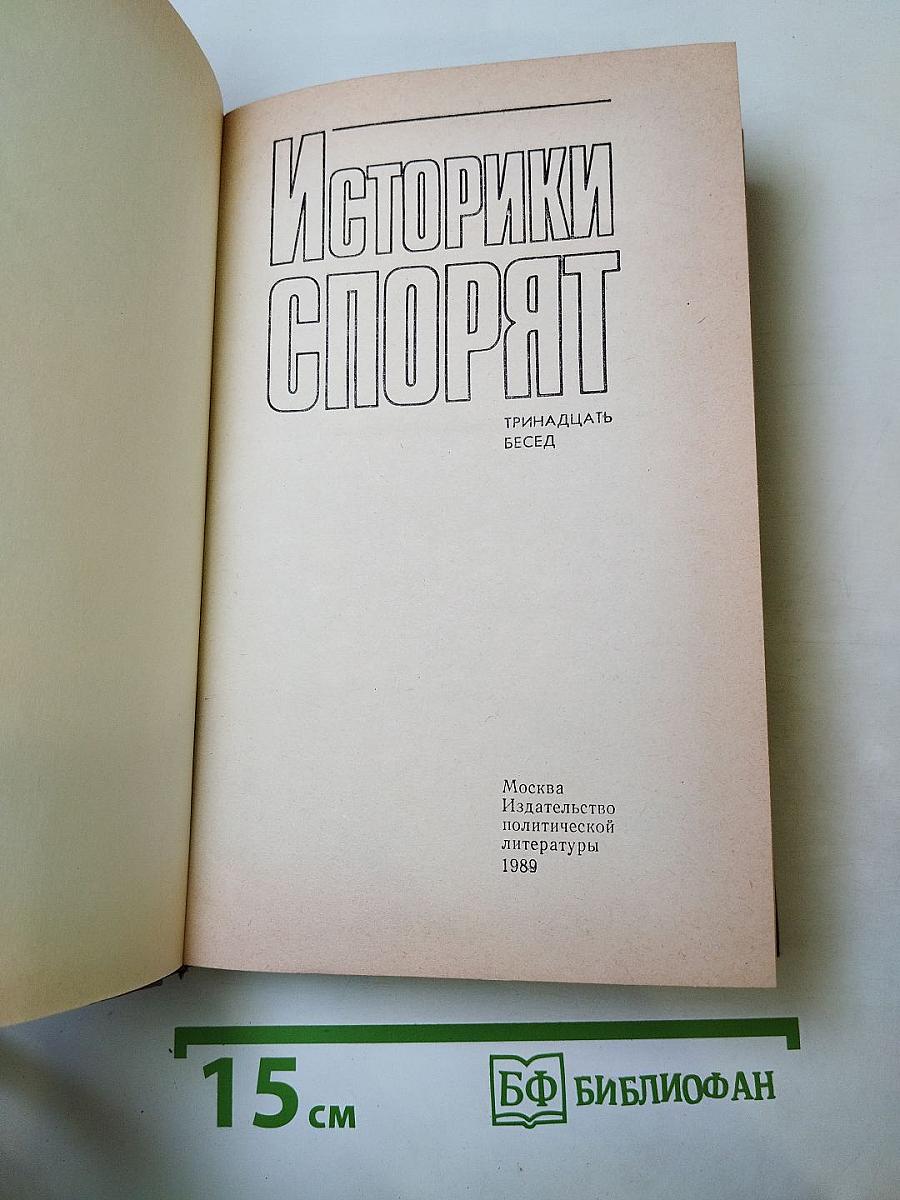 Историки
спорят
ТРИНАДЦАТЬ
БЕСЕД
Москва
Издательство
политической
литературы
1989
15 см
БФ БИБЛИОФАН